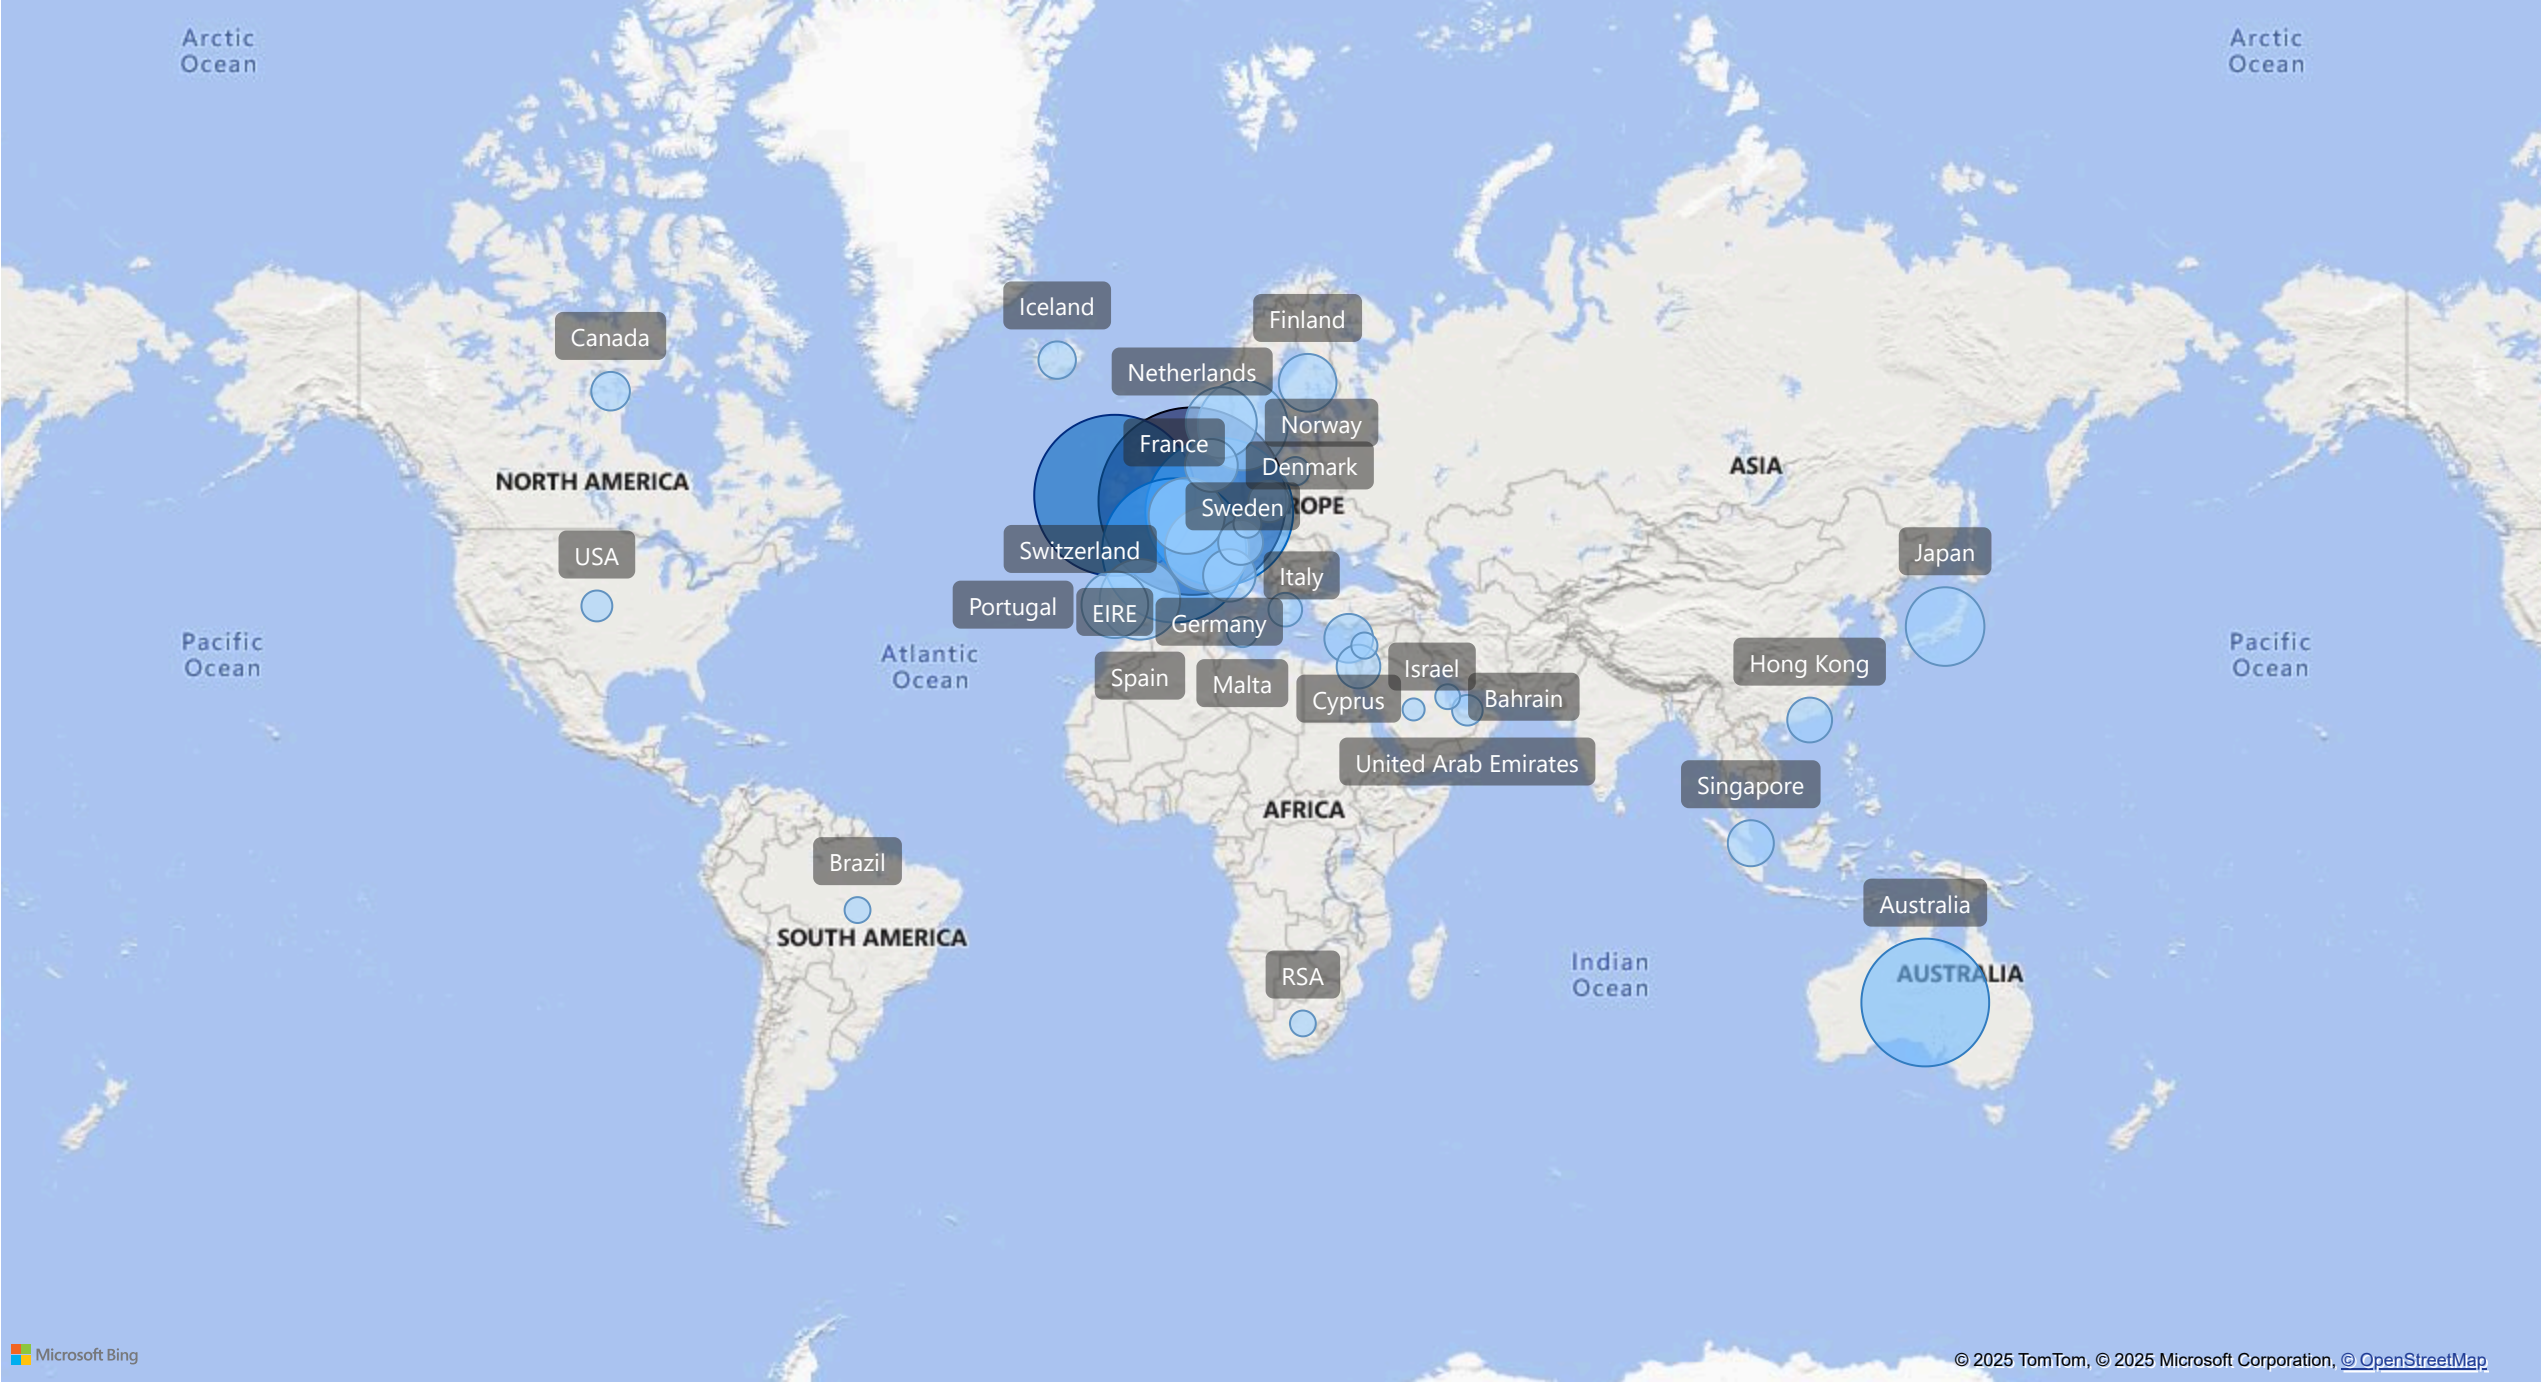 Arctic
Ocean
Arctic
Ocean
Iceland
Finland
Canada
Netherlands
Norway
France
Denmark
ASIA
NORTH AMERICA
Sweden
ROPE
Switzerland
Japan
USA
Italy
Portugal
EIRE
Germany
Pacific
Ocean
Atlantic
Ocean
Pacific
Ocean
Spain
Malta
Israel
Hong Kong
Cyprus
Bahrain
United Arab Emirates
Singapore
AFRICA
Brazil
Australia
SOUTH AMERICA
RSA
Indian
Ocean
AUSTRALIA
Microsoft Bing
© 2025 TomTom, © 2025 Microsoft Corporation, © OpenStreetMap